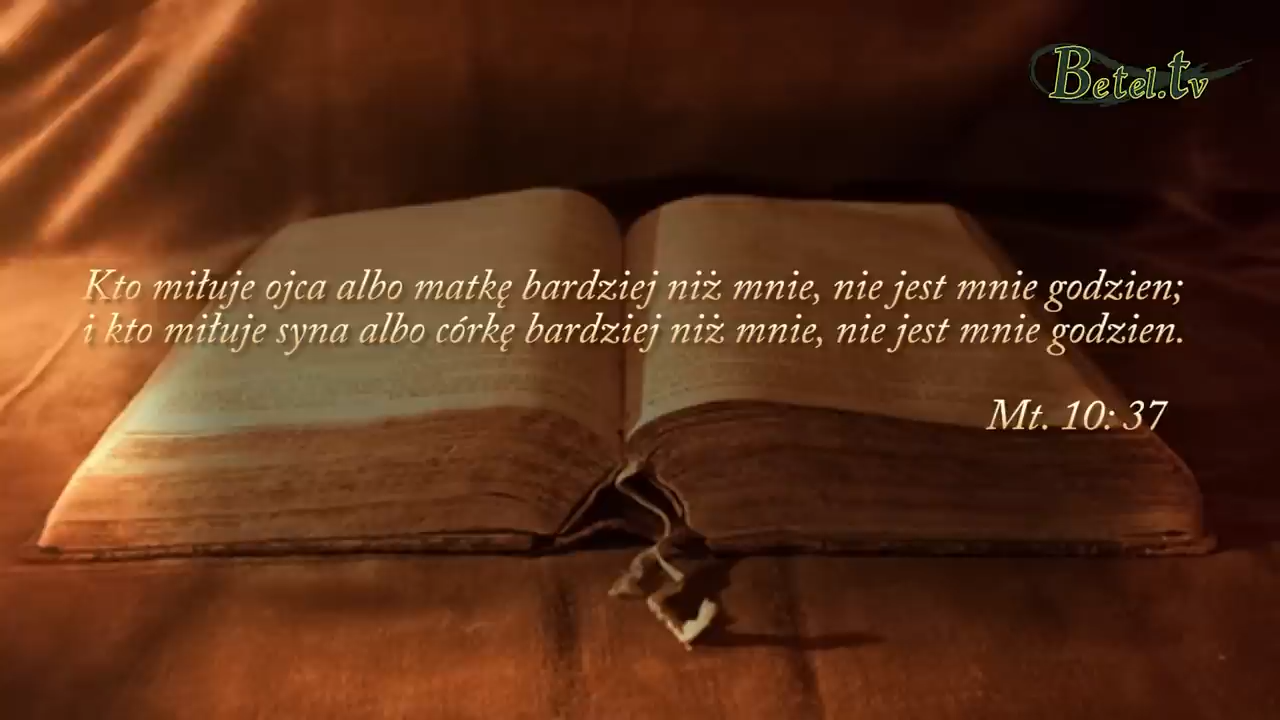 Betel.tv
Kto miłuje ojca albo matkę bardziej niż mnie, nie jest mnie godzien;
i kto miłuje syna albo córkę bardziej niż mnie, nie jest mnie godzien.
Mt. 10: 37